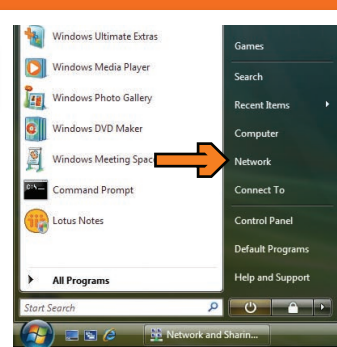 Windows Ultimate Extras
Windows Media Player
Windows Photo Gallery
Windows DVD Maker
Windows Meeting Spac
Command Prompt
Lotus Notes
All Programs
Start Search
Games
Search
Recent Items
Computer
Network
Connect To
Control Panel
Default Programs
Help and Support
Network and Sharin...